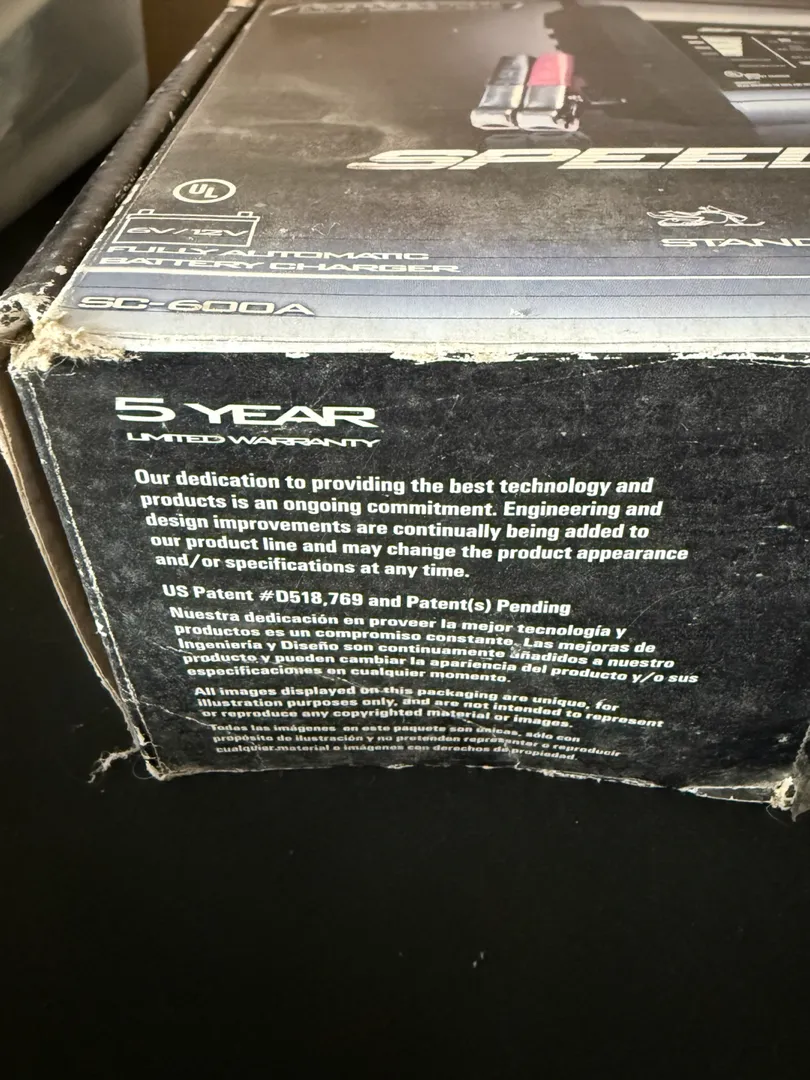 SPEE
UL
6V/12V
FULLY AUTOMATIC
BATTERY CHARGER
STAND
SC-600A
5 YEAR
LIMITED WARRANTY
Our dedication to providing the best technology and
products is an ongoing commitment. Engineering and
design improvements are continually being added to
our product line and may change the product appearance
and/or specifications at any time.
US Patent #D518,769 and Patent(s) Pending
Nuestra dedicación en proveer la mejor tecnología y
productos es un compromiso constante. Las mejoras de
Ingeniería y Diseño son continuamente añadidos a nuestro
producto y pueden cambiar la apariencia del producto y/o sus
especificaciones en cualquier momento.
All images displayed on this packaging are unique, for
illustration purposes only, and are not intended to represent
or reproduce any copyrighted material or images.
Todas las imágenes en este paquete son únicas, sólo con
propósito de ilustración y no pretenden representar o reproducir
cualquier material o imágenes con derechos de propiedad.